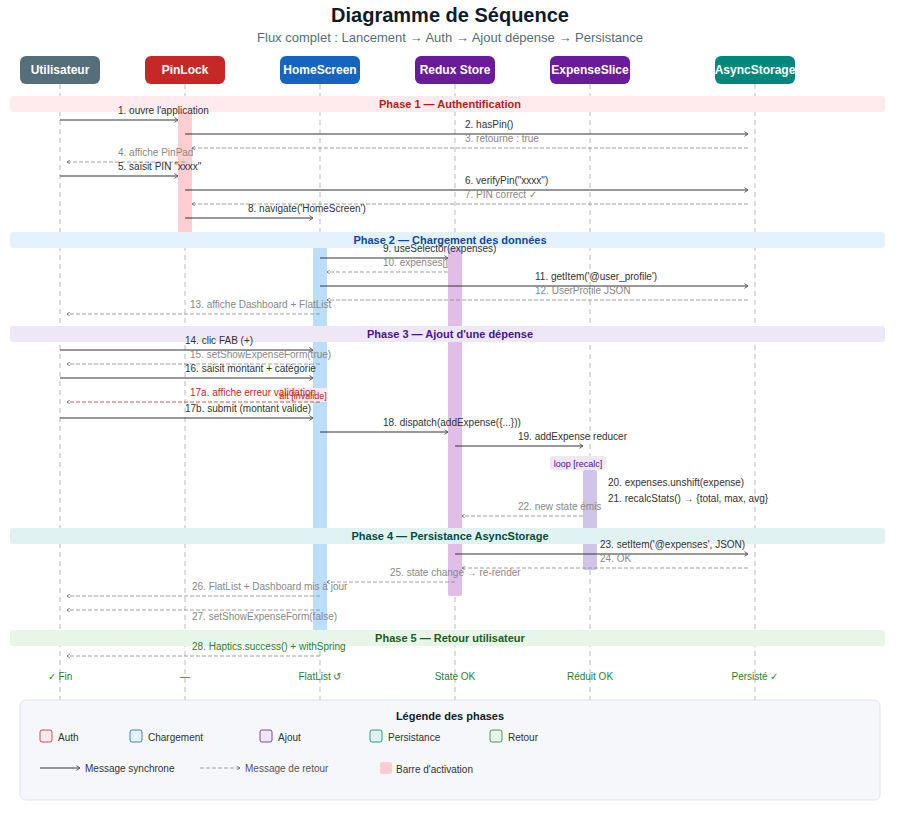 Diagramme de Séquence
Flux complet : Lancement → Auth → Ajout dépense → Persistance
Utilisateur
PinLock
HomeScreen
Redux Store
ExpenseSlice
AsyncStorage
Phase 1 — Authentification
1. ouvre l'application
2. hasPin()
3. retourne : true
4. affiche PinPad
5. saisit PIN "xxxx"
6. verifyPin("xxxx")
7. PIN correct ✓
8. navigate('HomeScreen')
Phase 2 — Chargement des données
9. useSelector(expenses)
10. expenses[]
11. getItem('@user_profile')
12. UserProfile JSON
13. affiche Dashboard + FlatList
Phase 3 — Ajout d'une dépense
14. clic FAB (+)
15. setShowExpenseForm(true)
16. saisit montant + catégorie
17a. affiche erreur validation
alt [invalide]
17b. submit (montant valide)
18. dispatch(addExpense({...}))
19. addExpense reducer
loop [recalc]
20. expenses.unshift(expense)
21. recalcStats() → {total, max, avg}
22. new state émis
Phase 4 — Persistance AsyncStorage
23. setItem('@expenses', JSON)
24. OK
25. state change → re-render
26. FlatList + Dashboard mis à jour
27. setShowExpenseForm(false)
Phase 5 — Retour utilisateur
28. Haptics.success() + withSpring
✓ Fin
—
FlatList ↺
State OK
Réduit OK
Persisté ✓
Légende des phases
Auth
Chargement
Ajout
Persistance
Retour
Message synchrone
Message de retour
Barre d'activation